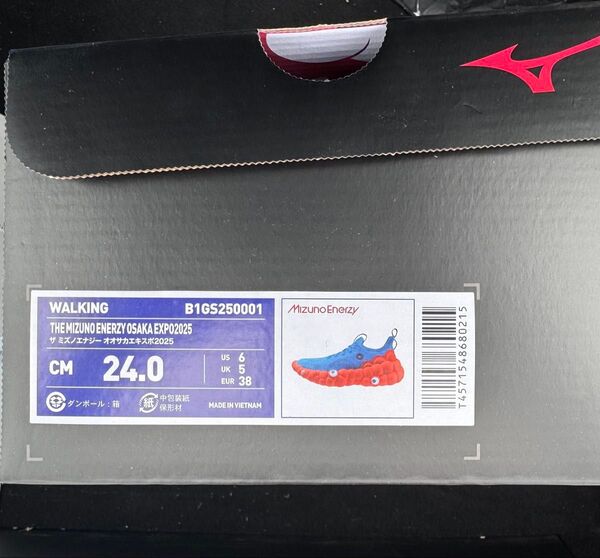 WALKING B1GS250001
THE MIZUNO ENERZY OSAKA EXPO2025
ザ ミズノエナジー オオサカエキスポ2025
CM 24.0
US 6
UK 5
EUR 38
ダンボール:箱
紙 中包装紙
保形材
MADE IN VIETNAM
MizunoEnerzy
T4571548680215